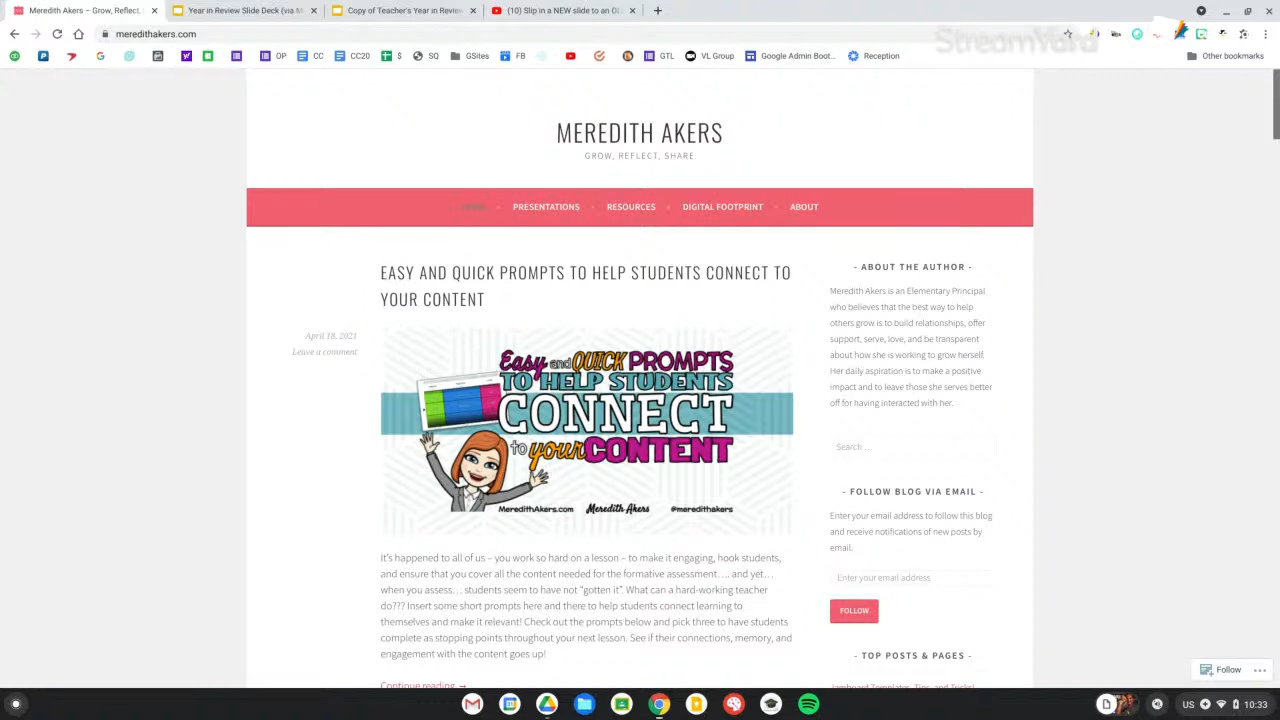 Meredith Akers – Grow, Reflect,
Year in Review Slide Deck (via M
Copy of Teacher's Year in Review
(10) Slip in a NEW slide to an OL
meredithakers.com
StreamYard
OP
CC
CC20
$
SQ
GSites
FB
GTL
VL Group
Google Admin Boot...
Reception
Other bookmarks
MEREDITH AKERS
GROW, REFLECT, SHARE
HOME
PRESENTATIONS
RESOURCES
DIGITAL FOOTPRINT
ABOUT
EASY AND QUICK PROMPTS TO HELP STUDENTS CONNECT TO
YOUR CONTENT
April 18, 2021
Leave a comment
Easy and QUICK PROMPTS
TO HELP STUDENTS
CONNECT
to your CONTENT
MeredithAkers.com Meredith Akers @meredithakers
It's happened to all of us – you work so hard on a lesson – to make it engaging, hook students,
and ensure that you cover all the content needed for the formative assessment…. and yet…
when you assess… students seem to have not “gotten it”. What can a hard-working teacher
do??? Insert some short prompts here and there to help students connect learning to
themselves and make it relevant! Check out the prompts below and pick three to have students
complete as stopping points throughout your next lesson. See if their connections, memory, and
engagement with the content goes up!
Continue reading →
- ABOUT THE AUTHOR -
Meredith Akers is an Elementary Principal
who believes that the best way to help
others grow is to build relationships, offer
support, serve, love, and be transparent
about how she is working to grow herself.
Her daily aspiration is to make a positive
impact and to leave those she serves better
off for having interacted with her.
Search …
- FOLLOW BLOG VIA EMAIL -
Enter your email address to follow this blog
and receive notifications of new posts by
email.
Enter your email address
FOLLOW
- TOP POSTS & PAGES -
Jamboard Templates, Tips, and Tricks!
Follow
US
10:33